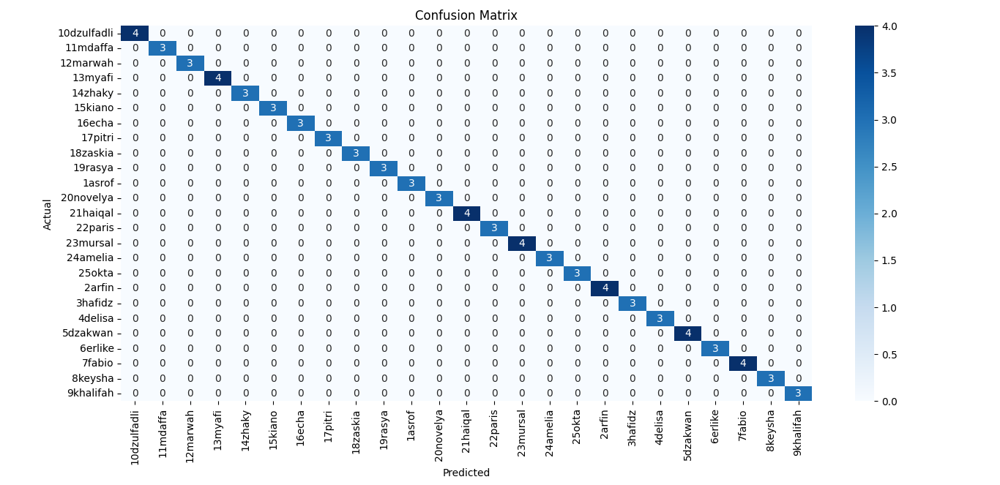 Confusion Matrix
Actual
10dzulfadli 4 0 0 0 0 0 0 0 0 0 0 0 0 0 0 0 0 0 0 0 0 0 0 0 0
11mdaffa 0 3 0 0 0 0 0 0 0 0 0 0 0 0 0 0 0 0 0 0 0 0 0 0 0
12marwah 0 0 3 0 0 0 0 0 0 0 0 0 0 0 0 0 0 0 0 0 0 0 0 0 0
13myafi 0 0 0 4 0 0 0 0 0 0 0 0 0 0 0 0 0 0 0 0 0 0 0 0 0
14zhaky 0 0 0 0 3 0 0 0 0 0 0 0 0 0 0 0 0 0 0 0 0 0 0 0 0
15kiano 0 0 0 0 0 3 0 0 0 0 0 0 0 0 0 0 0 0 0 0 0 0 0 0 0
16echa 0 0 0 0 0 0 3 0 0 0 0 0 0 0 0 0 0 0 0 0 0 0 0 0 0
17pitri 0 0 0 0 0 0 0 3 0 0 0 0 0 0 0 0 0 0 0 0 0 0 0 0 0
18zaskia 0 0 0 0 0 0 0 0 3 0 0 0 0 0 0 0 0 0 0 0 0 0 0 0 0
19rasya 0 0 0 0 0 0 0 0 0 3 0 0 0 0 0 0 0 0 0 0 0 0 0 0 0
1asrof 0 0 0 0 0 0 0 0 0 0 3 0 0 0 0 0 0 0 0 0 0 0 0 0 0
20novelya 0 0 0 0 0 0 0 0 0 0 0 3 0 0 0 0 0 0 0 0 0 0 0 0 0
21haiqal 0 0 0 0 0 0 0 0 0 0 0 0 4 0 0 0 0 0 0 0 0 0 0 0 0
22paris 0 0 0 0 0 0 0 0 0 0 0 0 0 3 0 0 0 0 0 0 0 0 0 0 0
23mursal 0 0 0 0 0 0 0 0 0 0 0 0 0 0 4 0 0 0 0 0 0 0 0 0 0
24amelia 0 0 0 0 0 0 0 0 0 0 0 0 0 0 0 3 0 0 0 0 0 0 0 0 0
25okta 0 0 0 0 0 0 0 0 0 0 0 0 0 0 0 0 3 0 0 0 0 0 0 0 0
2arfin 0 0 0 0 0 0 0 0 0 0 0 0 0 0 0 0 0 4 0 0 0 0 0 0 0
3hafidz 0 0 0 0 0 0 0 0 0 0 0 0 0 0 0 0 0 0 3 0 0 0 0 0 0
4delisa 0 0 0 0 0 0 0 0 0 0 0 0 0 0 0 0 0 0 0 3 0 0 0 0 0
5dzakwan 0 0 0 0 0 0 0 0 0 0 0 0 0 0 0 0 0 0 0 0 4 0 0 0 0
6erlike 0 0 0 0 0 0 0 0 0 0 0 0 0 0 0 0 0 0 0 0 0 3 0 0 0
7fabio 0 0 0 0 0 0 0 0 0 0 0 0 0 0 0 0 0 0 0 0 0 0 4 0 0
8keysha 0 0 0 0 0 0 0 0 0 0 0 0 0 0 0 0 0 0 0 0 0 0 0 3 0
9khalifah 0 0 0 0 0 0 0 0 0 0 0 0 0 0 0 0 0 0 0 0 0 0 0 0 3
10dzulfadli
11mdaffa
12marwah
13myafi
14zhaky
15kiano
16echa
17pitri
18zaskia
19rasya
1asrof
20novelya
21haiqal
22paris
23mursal
24amelia
25okta
2arfin
3hafidz
4delisa
5dzakwan
6erlike
7fabio
8keysha
9khalifah
Predicted
4.0
3.5
3.0
2.5
2.0
1.5
1.0
0.5
0.0